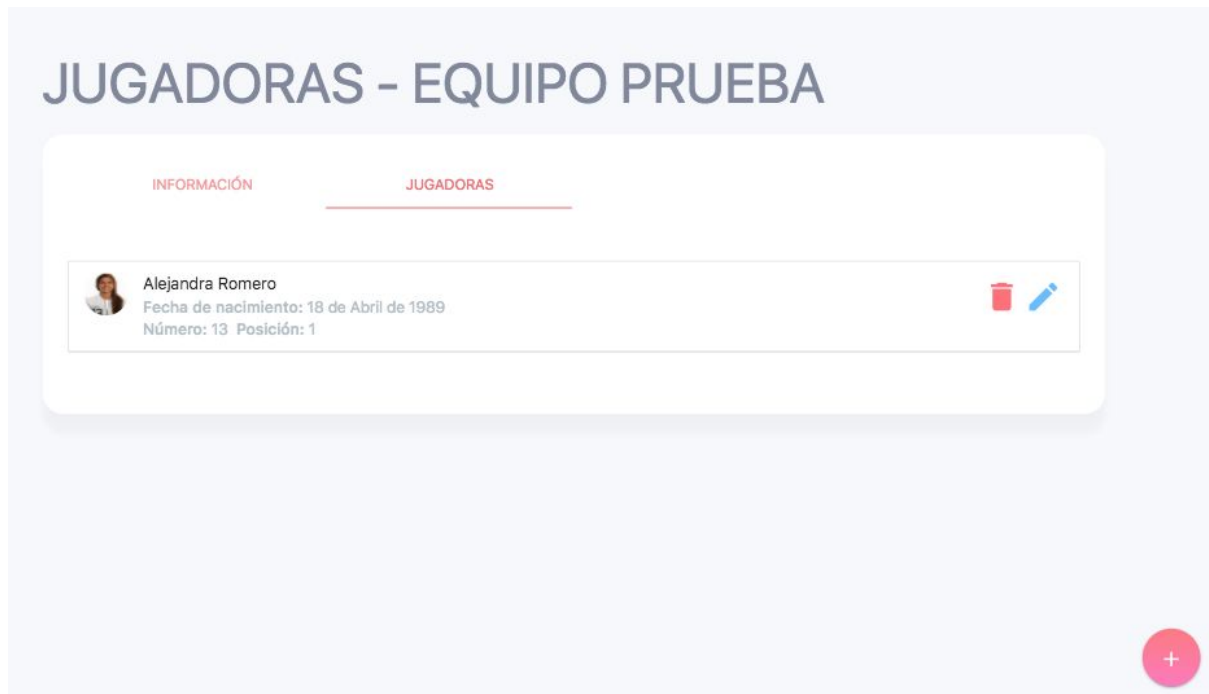 JUGADORAS - EQUIPO PRUEBA
INFORMACIÓN JUGADORAS
Alejandra Romero
Fecha de nacimiento: 18 de Abril de 1989
Número: 13 Posición: 1
+